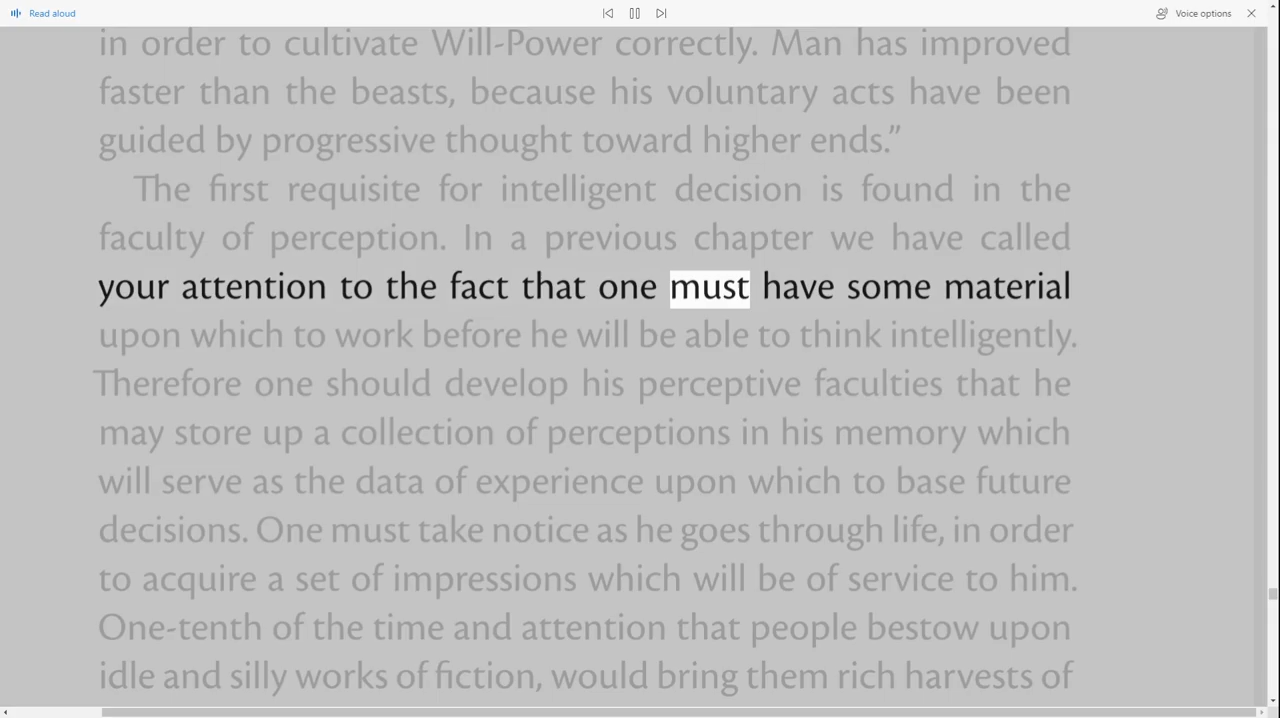 Read aloud
Voice options
in order to cultivate Will-Power correctly. Man has improved
faster than the beasts, because his voluntary acts have been
guided by progressive thought toward higher ends.”
The first requisite for intelligent decision is found in the
faculty of perception. In a previous chapter we have called
your attention to the fact that one must have some material
upon which to work before he will be able to think intelligently.
Therefore one should develop his perceptive faculties that he
may store up a collection of perceptions in his memory which
will serve as the data of experience upon which to base future
decisions. One must take notice as he goes through life, in order
to acquire a set of impressions which will be of service to him.
One-tenth of the time and attention that people bestow upon
idle and silly works of fiction, would bring them rich harvests of